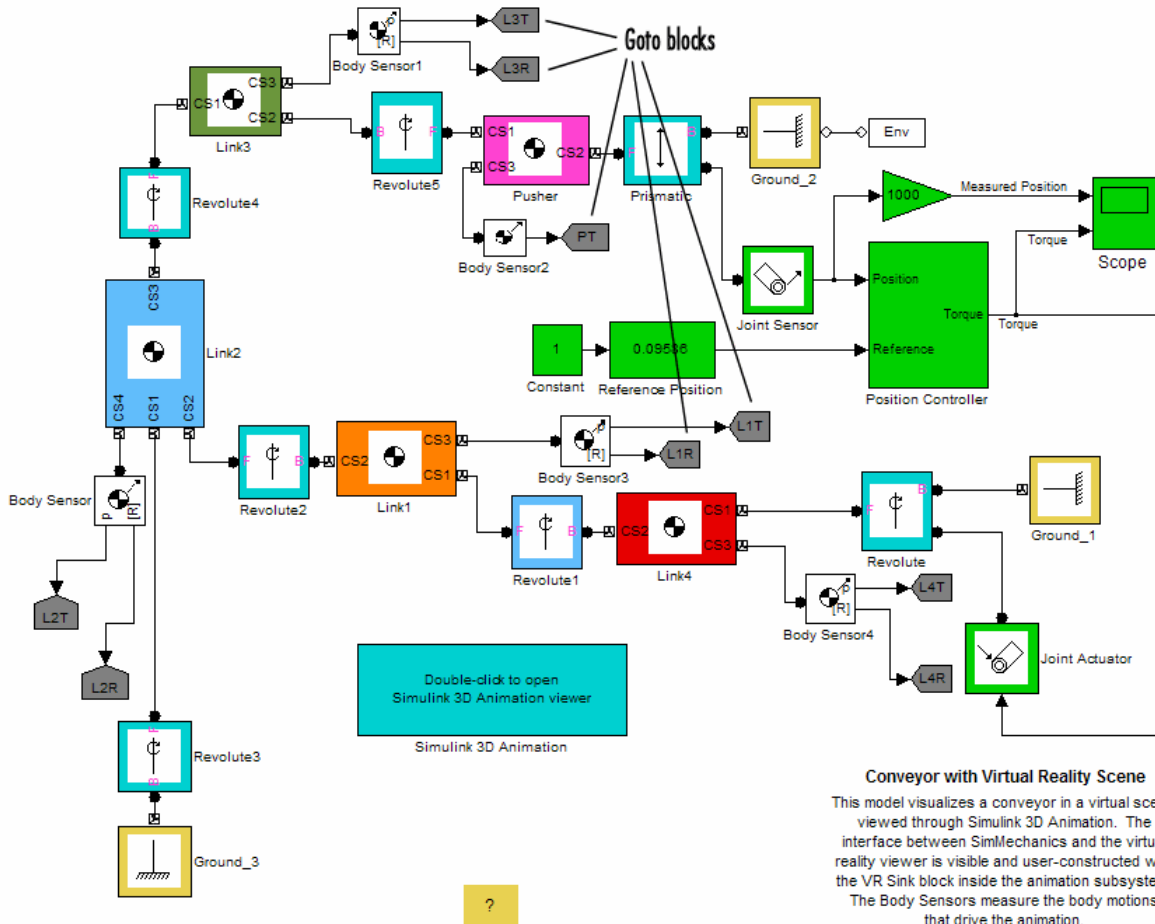 L3T
Goto blocks
p
[R]
L3R
Body Sensor1
CS3
CS1
CS2
Link3
B
F
Revolute5
CS1
CS3
CS2
Pusher
B
F
Prismatic
Ground_2
Env
F
B
Revolute4
Body Sensor2
PT
1000
Measured Position
Torque
Scope
Joint Sensor
Position
Torque
Reference
Position Controller
Torque
CS3
Link2
CS4
CS1
CS2
1
Constant
0.09536
Reference Position
L1T
L1R
p
[R]
Body Sensor3
F
B
Revolute2
CS2
CS3
CS1
Link1
Body Sensor
p
[R]
L2T
L2R
F
B
Revolute1
CS2
CS1
CS3
Link4
B
F
Revolute
Ground_1
p
[R]
Body Sensor4
L4T
L4R
Joint Actuator
Double-click to open
Simulink 3D Animation viewer
Simulink 3D Animation
F
B
Revolute3
Ground_3
?
Conveyor with Virtual Reality Scene
This model visualizes a conveyor in a virtual sce
viewed through Simulink 3D Animation. The
interface between SimMechanics and the virtu
reality viewer is visible and user-constructed w
the VR Sink block inside the animation subsyste
The Body Sensors measure the body motions
that drive the animation.